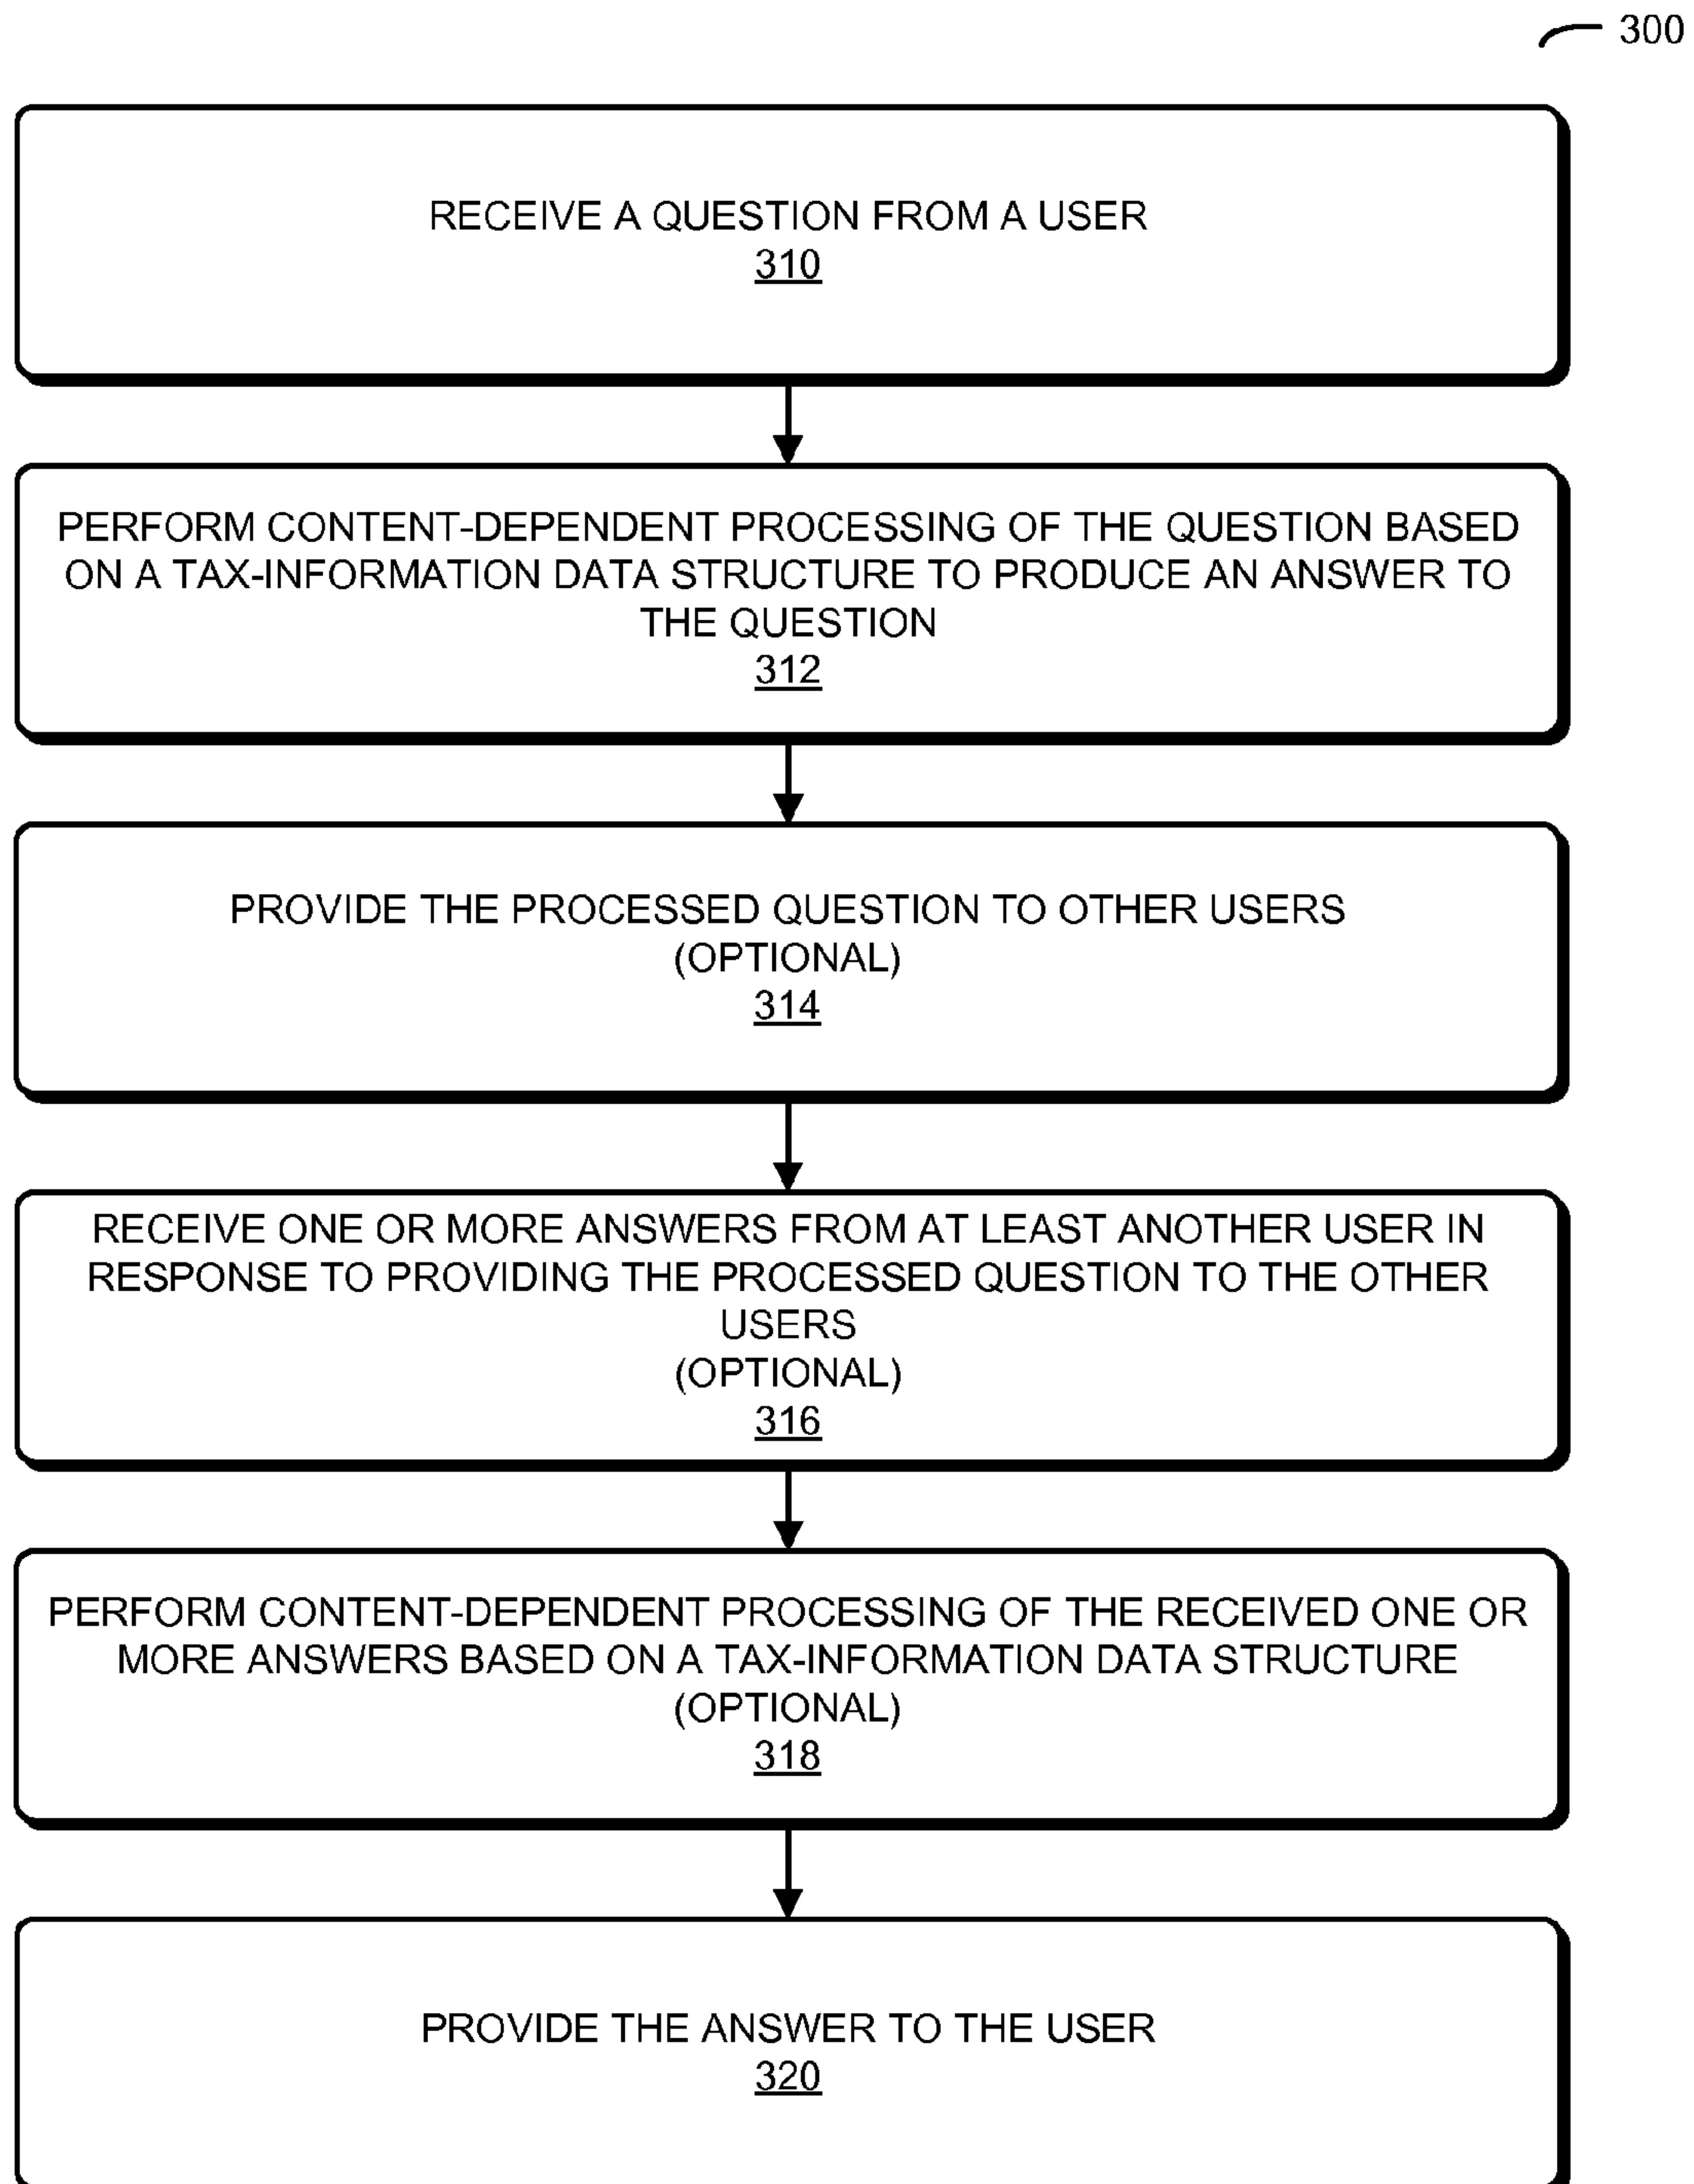 300
RECEIVE A QUESTION FROM A USER
310
PERFORM CONTENT-DEPENDENT PROCESSING OF THE QUESTION BASED
ON A TAX-INFORMATION DATA STRUCTURE TO PRODUCE AN ANSWER TO
THE QUESTION
312
PROVIDE THE PROCESSED QUESTION TO OTHER USERS
(OPTIONAL)
314
RECEIVE ONE OR MORE ANSWERS FROM AT LEAST ANOTHER USER IN
RESPONSE TO PROVIDING THE PROCESSED QUESTION TO THE OTHER
USERS
(OPTIONAL)
316
PERFORM CONTENT-DEPENDENT PROCESSING OF THE RECEIVED ONE OR
MORE ANSWERS BASED ON A TAX-INFORMATION DATA STRUCTURE
(OPTIONAL)
318
PROVIDE THE ANSWER TO THE USER
320